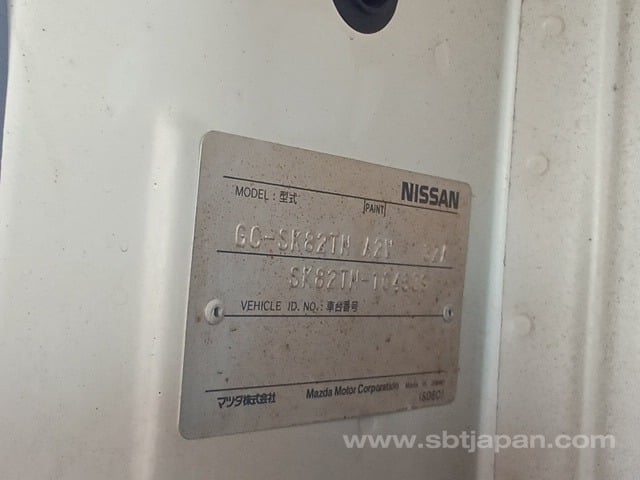 NISSAN
MODEL : 型式
PAINT
GC-SK82TN A2W
SK82TN-
VEHICLE ID. NO. : 車台番号
マツダ株式会社 Mazda Motor Corporation Made in Japan
www.sbtjapan.com